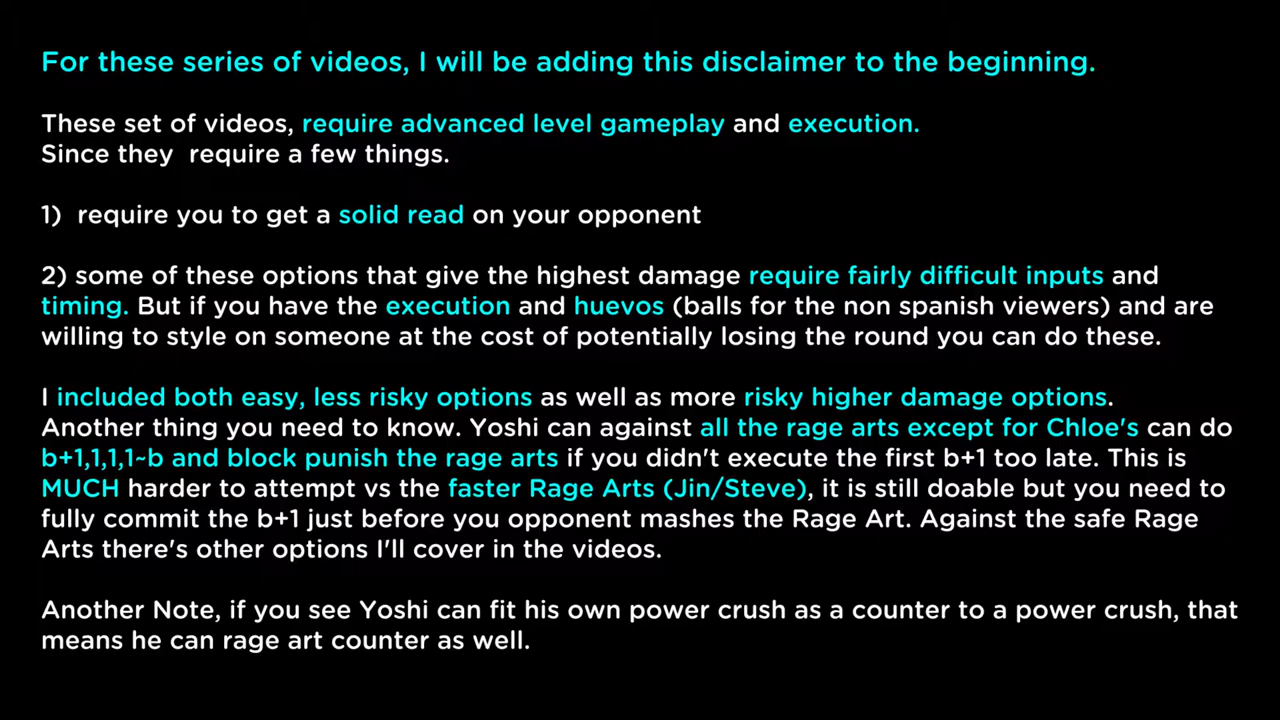 For these series of videos, I will be adding this disclaimer to the beginning.
These set of videos, require advanced level gameplay and execution.
Since they  require a few things.
1)  require you to get a solid read on your opponent
2) some of these options that give the highest damage require fairly difficult inputs and
timing. But if you have the execution and huevos (balls for the non spanish viewers) and are
willing to style on someone at the cost of potentially losing the round you can do these.
I included both easy, less risky options as well as more risky higher damage options.
Another thing you need to know. Yoshi can against all the rage arts except for Chloe's can do
b+1,1,1,1~b and block punish the rage arts if you didn't execute the first b+1 too late. This is
MUCH harder to attempt vs the faster Rage Arts (Jin/Steve), it is still doable but you need to
fully commit the b+1 just before you opponent mashes the Rage Art. Against the safe Rage
Arts there's other options I'll cover in the videos.
Another Note, if you see Yoshi can fit his own power crush as a counter to a power crush, that
means he can rage art counter as well.